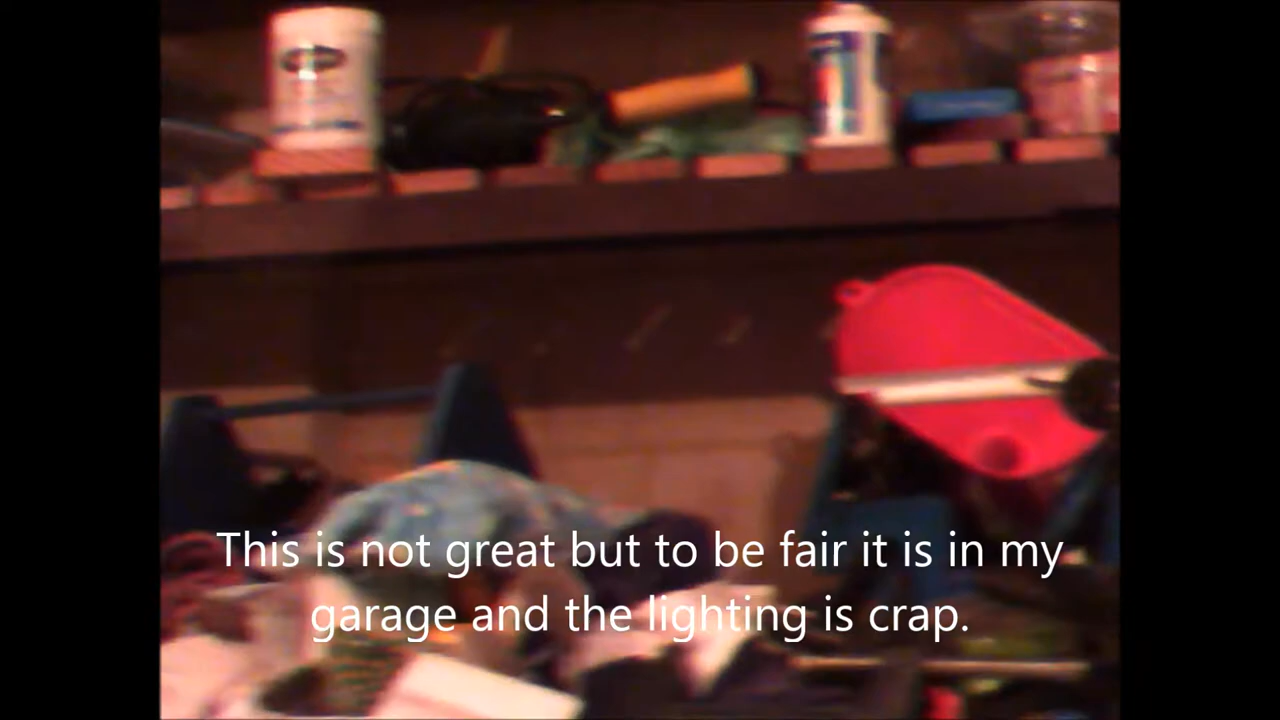 This is not great but to be fair it is in my
garage and the lighting is crap.